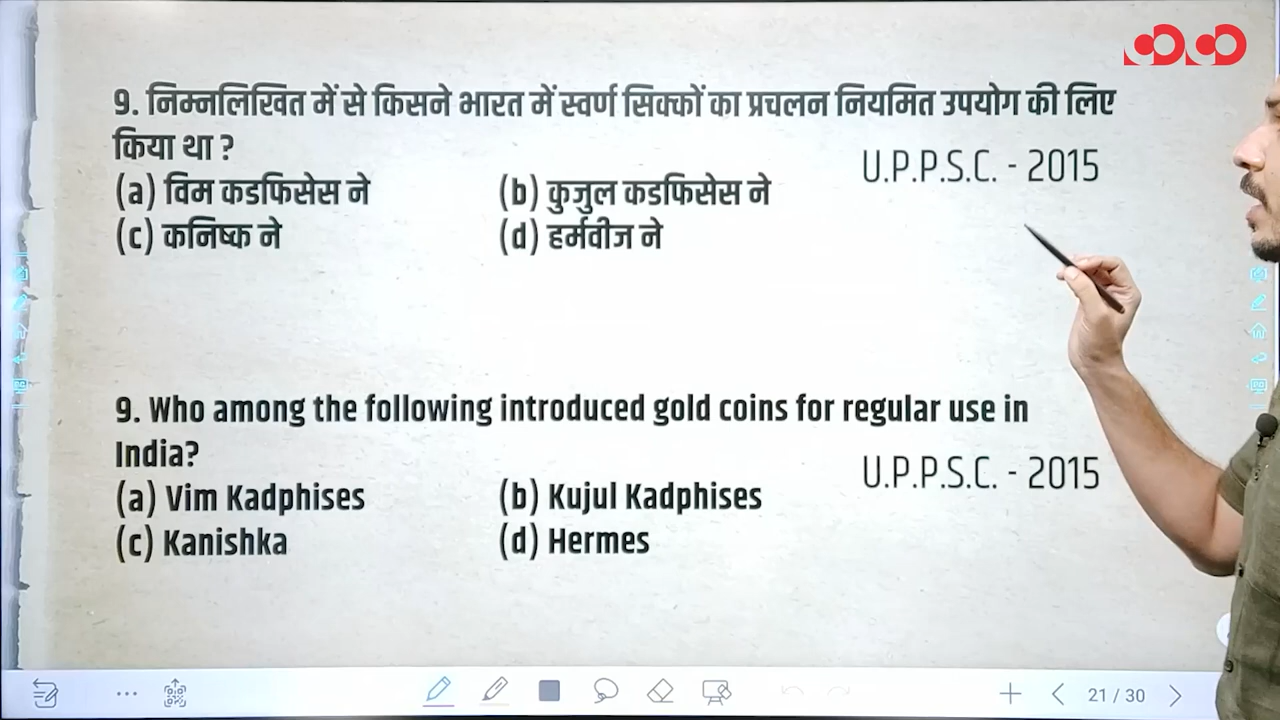 9. निम्नलिखित में से किसने भारत में स्वर्ण सिक्कों का प्रचलन नियमित उपयोग की लिए
किया था ?
U.P.P.S.C. - 2015
(a) विम कडफिसेस ने (b) कुजुल कडफिसेस ने
(c) कनिष्क ने (d) हर्मवीज ने
9. Who among the following introduced gold coins for regular use in
India?
U.P.P.S.C. - 2015
(a) Vim Kadphises (b) Kujul Kadphises
(c) Kanishka (d) Hermes
21 / 30